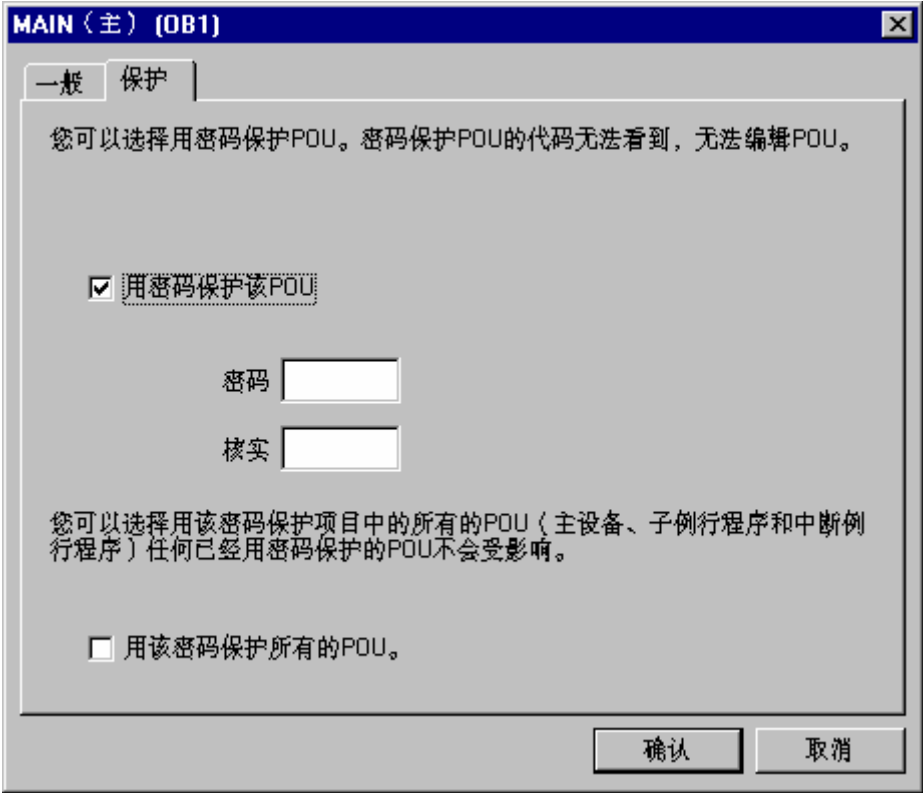 MAIN（主） (OB1)
一般
保护
您可以选择用密码保护POU。密码保护POU的代码无法看到，无法编辑POU。
用密码保护该POU
密码
核实
您可以选择用该密码保护项目中的所有的POU（主设备、子例行程序和中断例
行程序）任何已经用密码保护的POU不会受影响。
用该密码保护所有的POU。
确认
取消